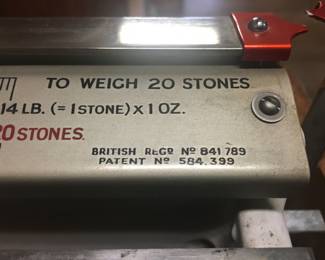 TO WEIGH 20 STONES
14 LB. (= 1 STONE) X 1 OZ.
20 STONES.
BRITISH REGD Nº 841789
PATENT Nº 584,399